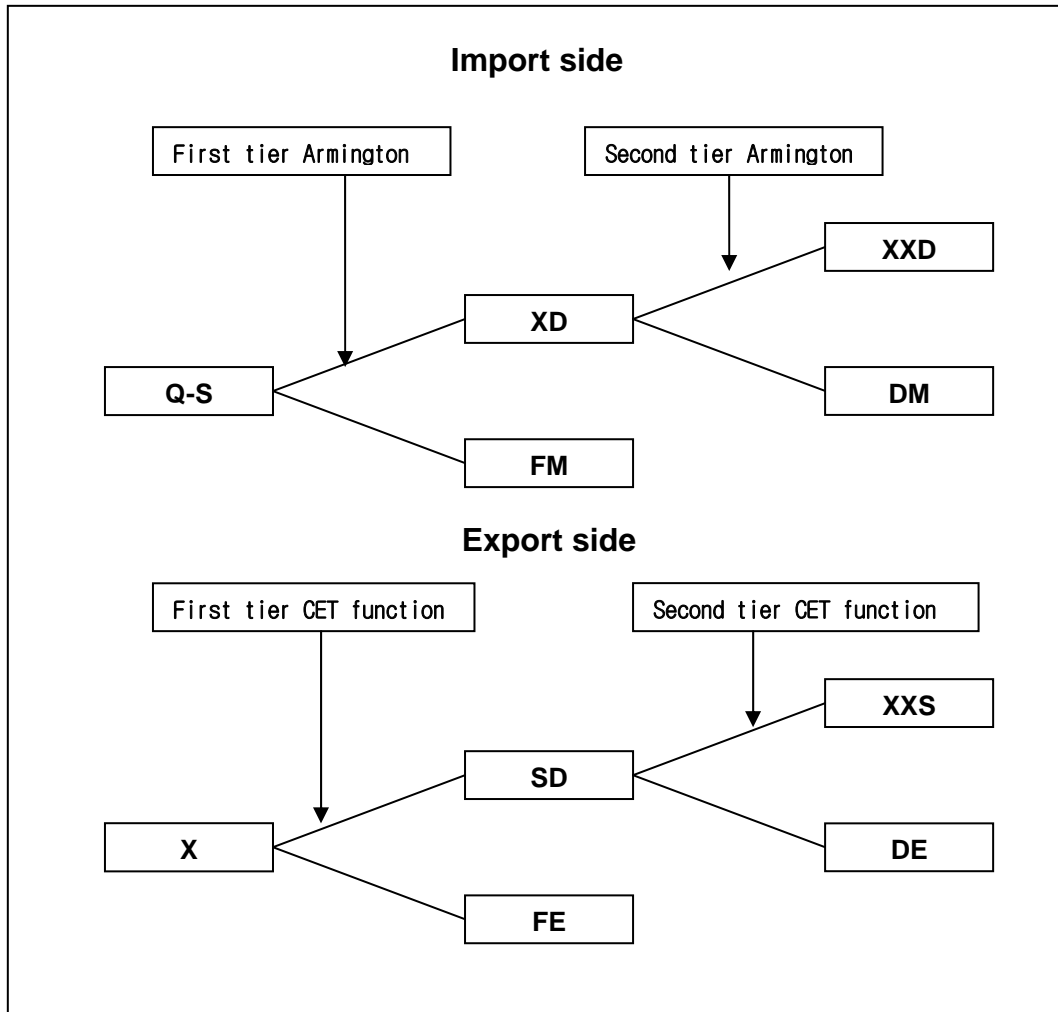 Import side
First tier Armington
Second tier Armington
XXD
XD
Q-S
DM
FM
Export side
First tier CET function
Second tier CET function
XXS
SD
X
DE
FE